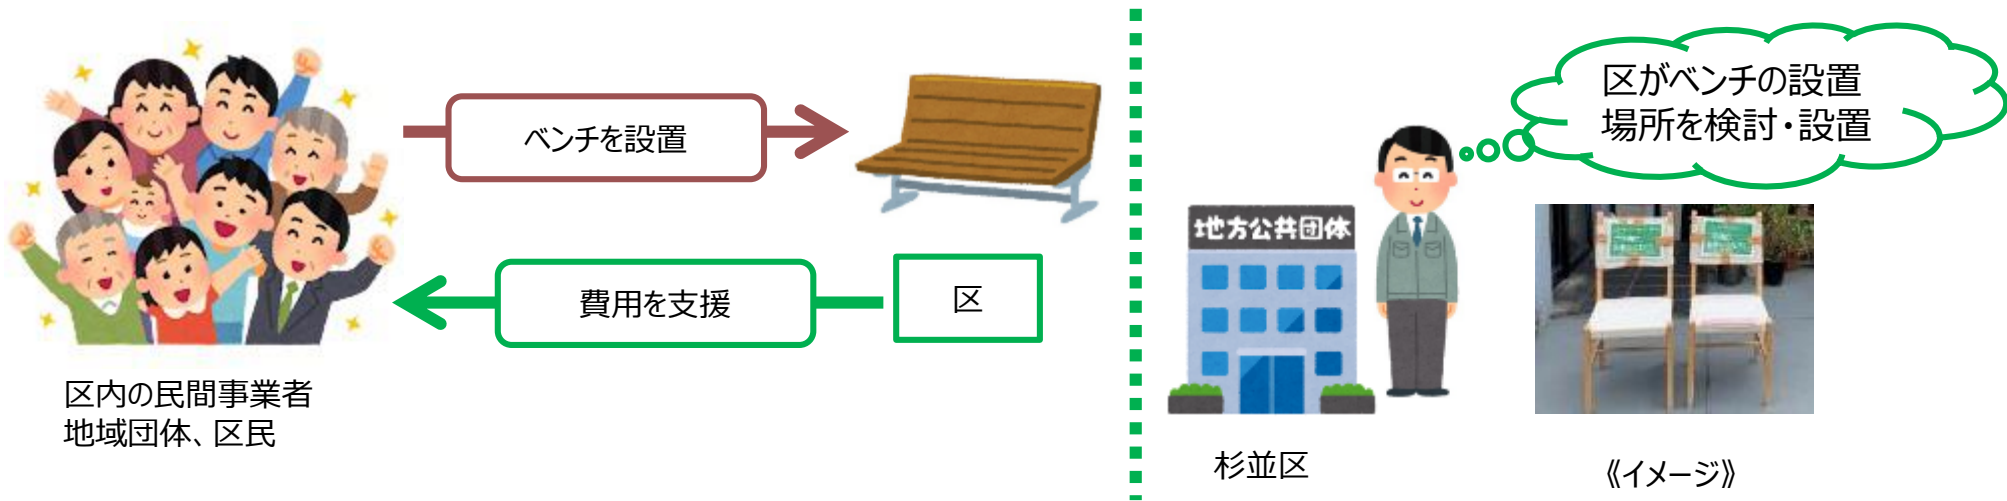 ベンチを設置
費用を支援
区
区内の民間事業者
地域団体、区民
区がベンチの設置
場所を検討・設置
地方公共団体
杉並区
《イメージ》